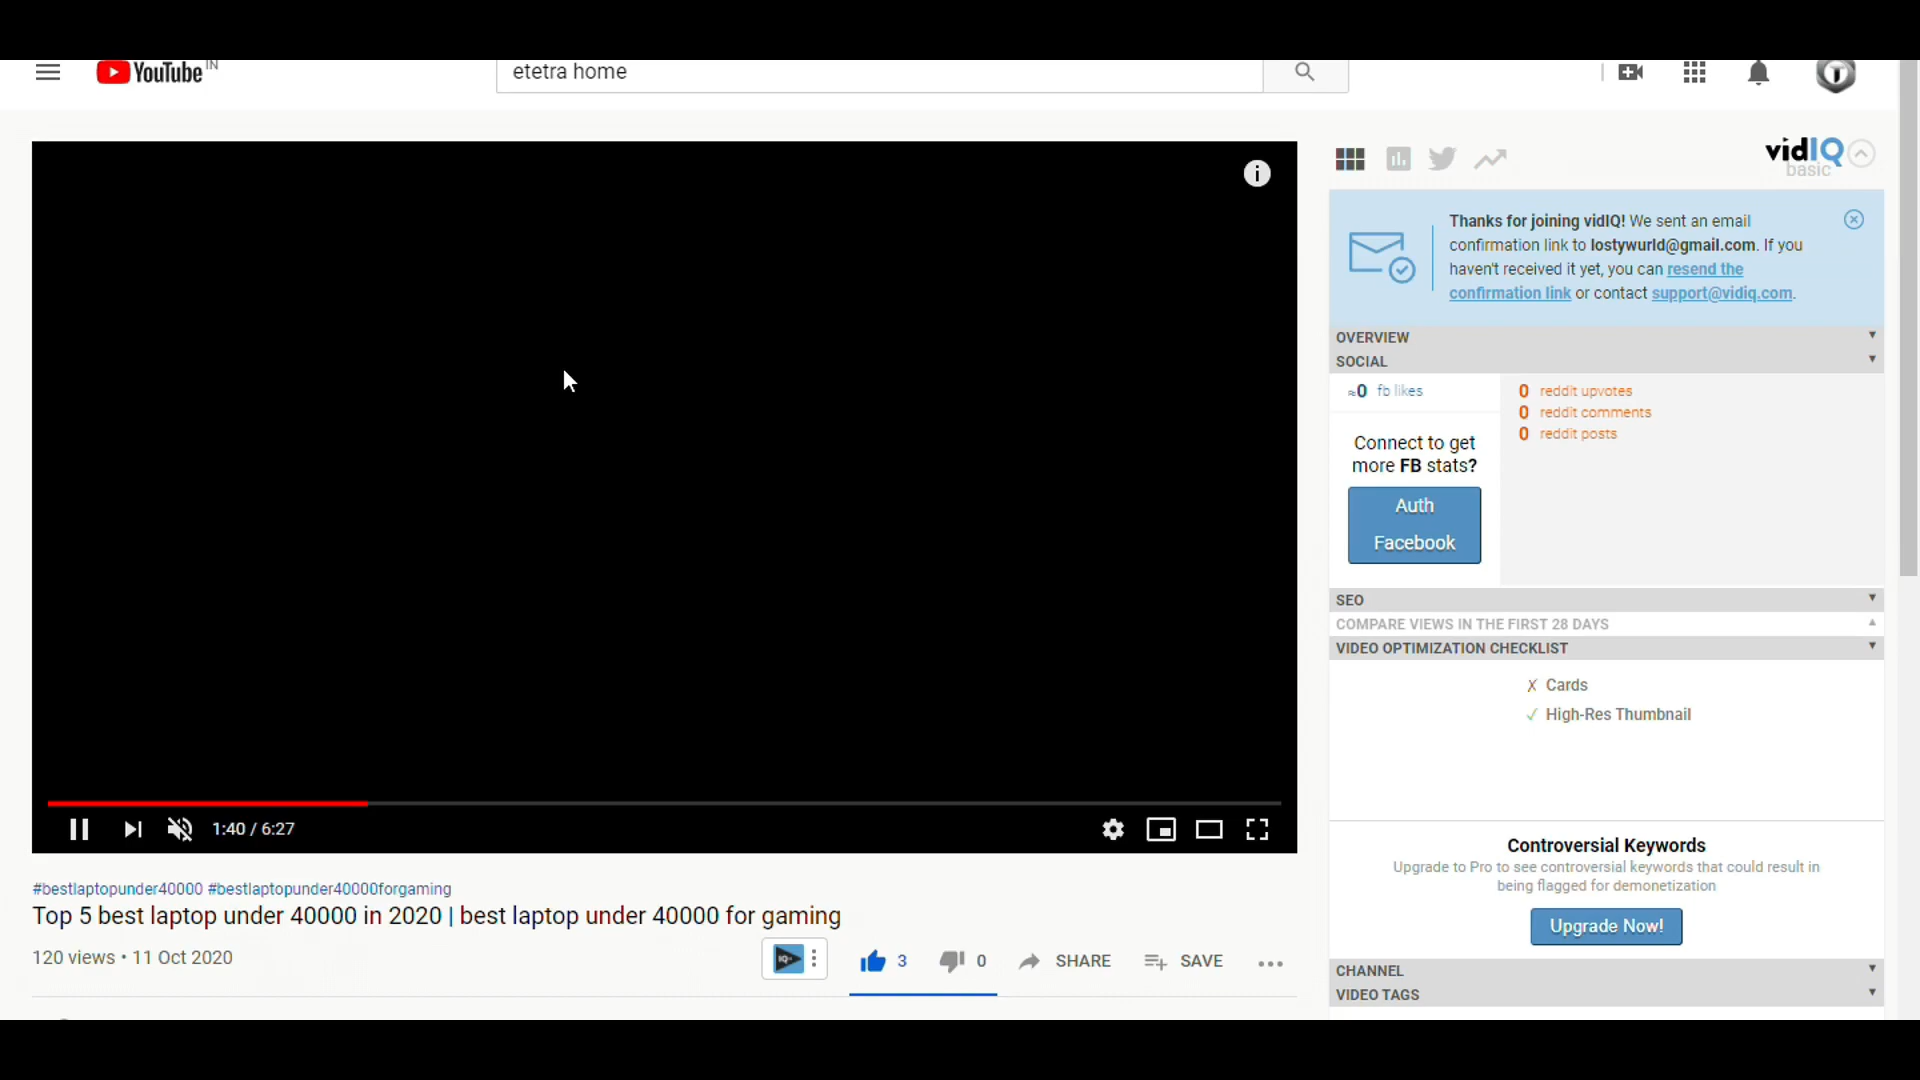 YouTube IN
etetra home
vidIQ
basic
Thanks for joining vidIQ! We sent an email
confirmation link to lostywurld@gmail.com. If you
haven't received it yet, you can resend the
confirmation link or contact support@vidiq.com.
OVERVIEW
SOCIAL
≈0 fb likes
0 reddit upvotes
0 reddit comments
0 reddit posts
Connect to get
more FB stats?
Auth
Facebook
SEO
COMPARE VIEWS IN THE FIRST 28 DAYS
VIDEO OPTIMIZATION CHECKLIST
✗ Cards
✓ High-Res Thumbnail
1:40 / 6:27
Controversial Keywords
Upgrade to Pro to see controversial keywords that could result in
being flagged for demonetization
Upgrade Now!
#bestlaptopunder40000 #bestlaptopunder40000forgaming
Top 5 best laptop under 40000 in 2020 | best laptop under 40000 for gaming
120 views • 11 Oct 2020
IQ
3
0
SHARE
SAVE
CHANNEL
VIDEO TAGS